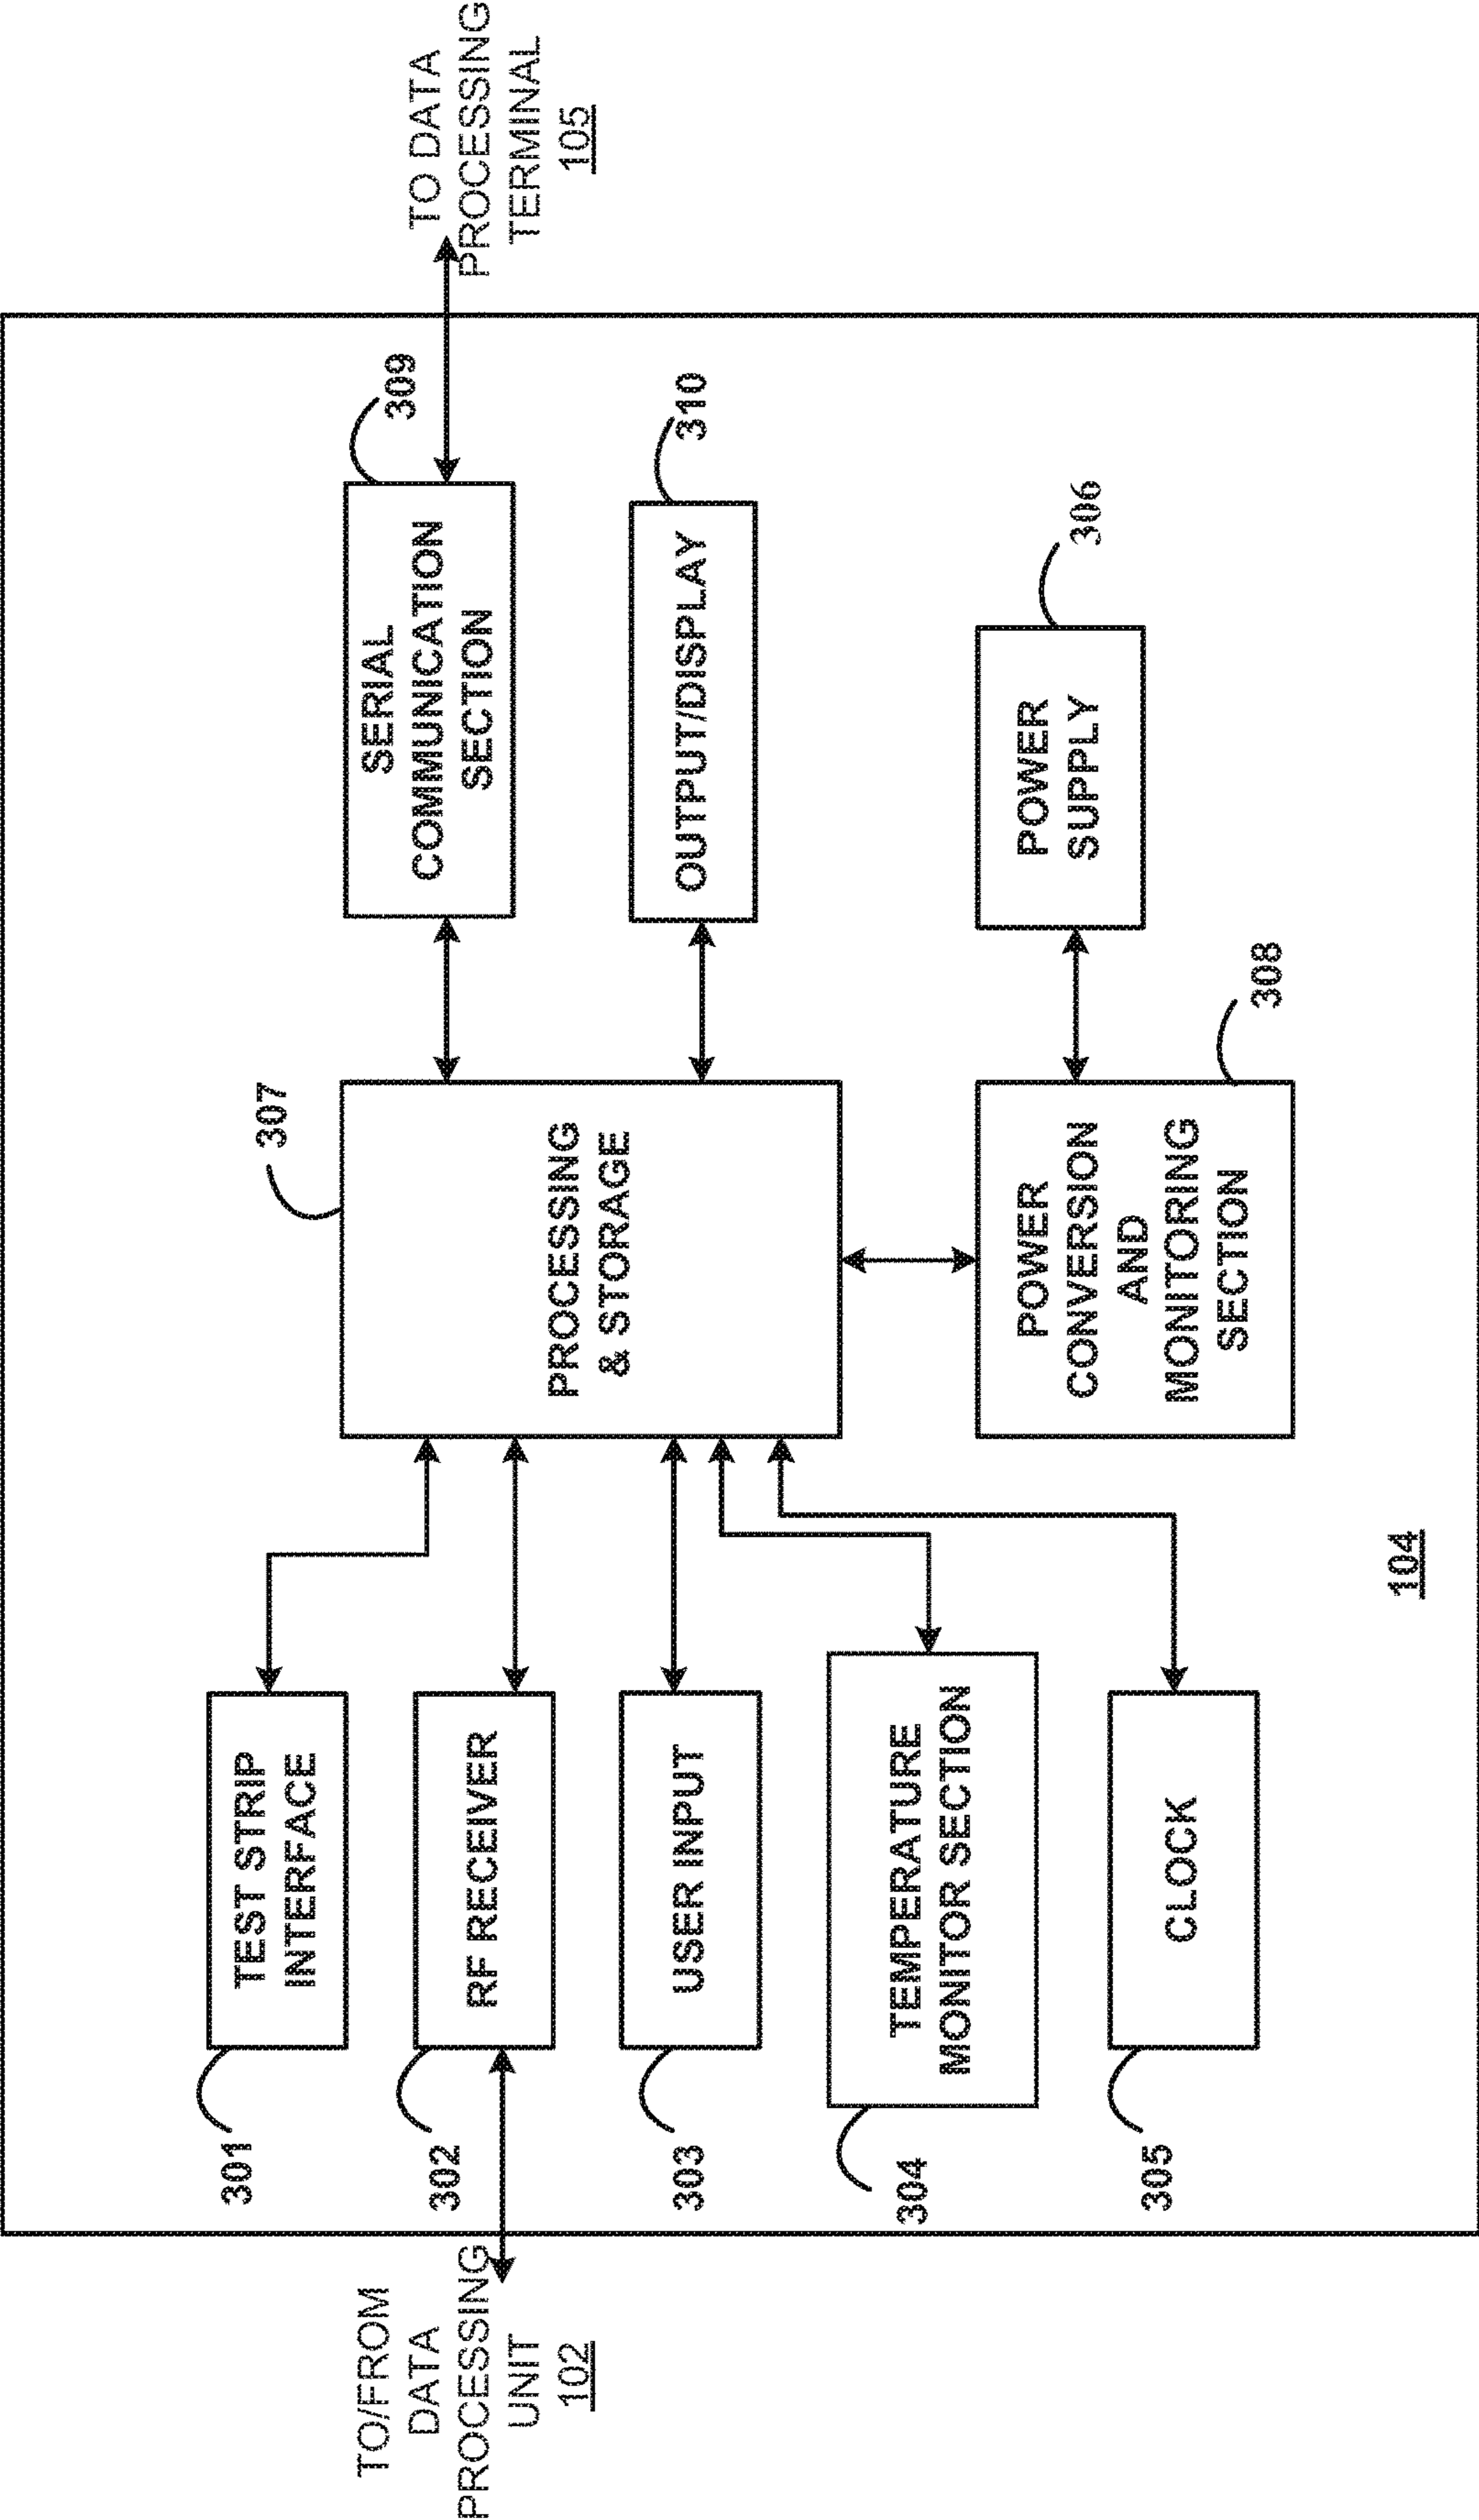 TO/FROM
DATA
PROCESSING
UNIT
102
301
TEST STRIP
INTERFACE
302
RF RECEIVER
303
USER INPUT
304
TEMPERATURE
MONITOR SECTION
305
CLOCK
307
PROCESSING
& STORAGE
POWER
CONVERSION
AND
MONITORING
SECTION
308
309
SERIAL
COMMUNICATION
SECTION
310
OUTPUT/DISPLAY
306
POWER
SUPPLY
104
TO DATA
PROCESSING
TERMINAL
105